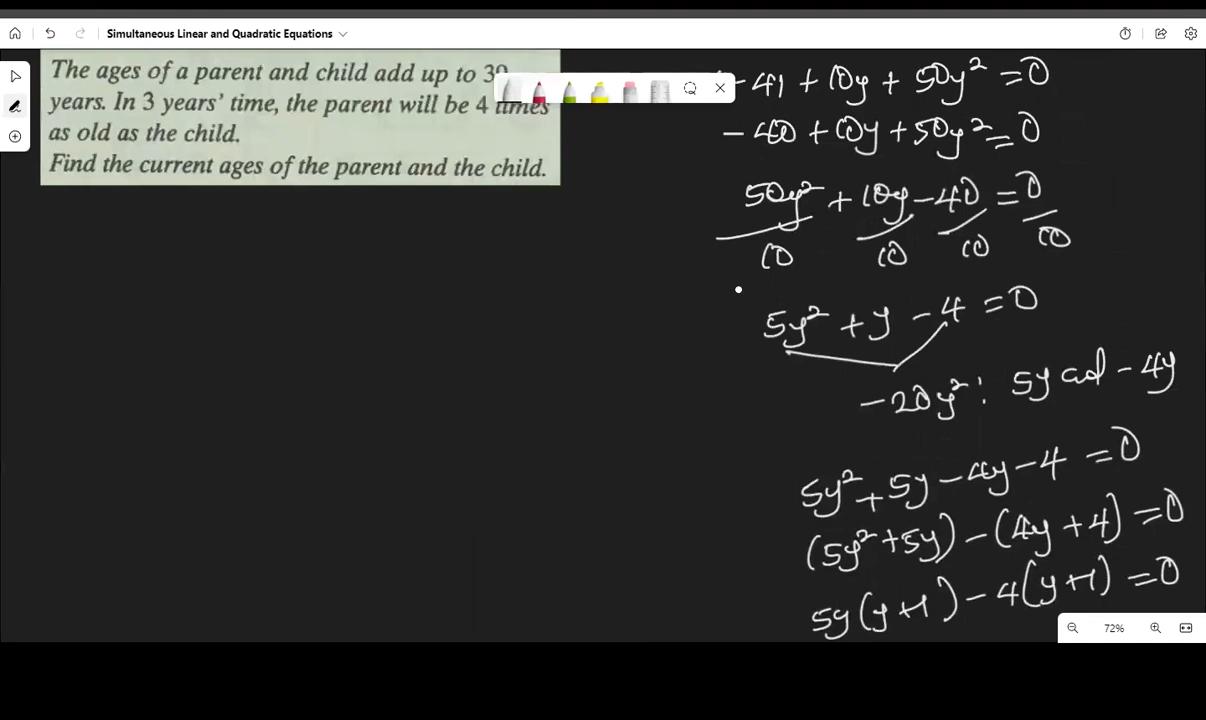 Simultaneous Linear and Quadratic Equations
The ages of a parent and child add up to 39
years. In 3 years' time, the parent will be 4 times
as old as the child.
Find the current ages of the parent and the child.
-41 + 10y + 50y² = 0
- 40 + 10y + 50y² = 0
50y² + 10y - 40 = 0
10 10 10 10
5y² + y - 4 = 0
-20y² : 5y and - 4y
5y² + 5y - 4y - 4 = 0
(5y² + 5y) - (4y + 4) = 0
5y(y+1) - 4(y+1) = 0
72%